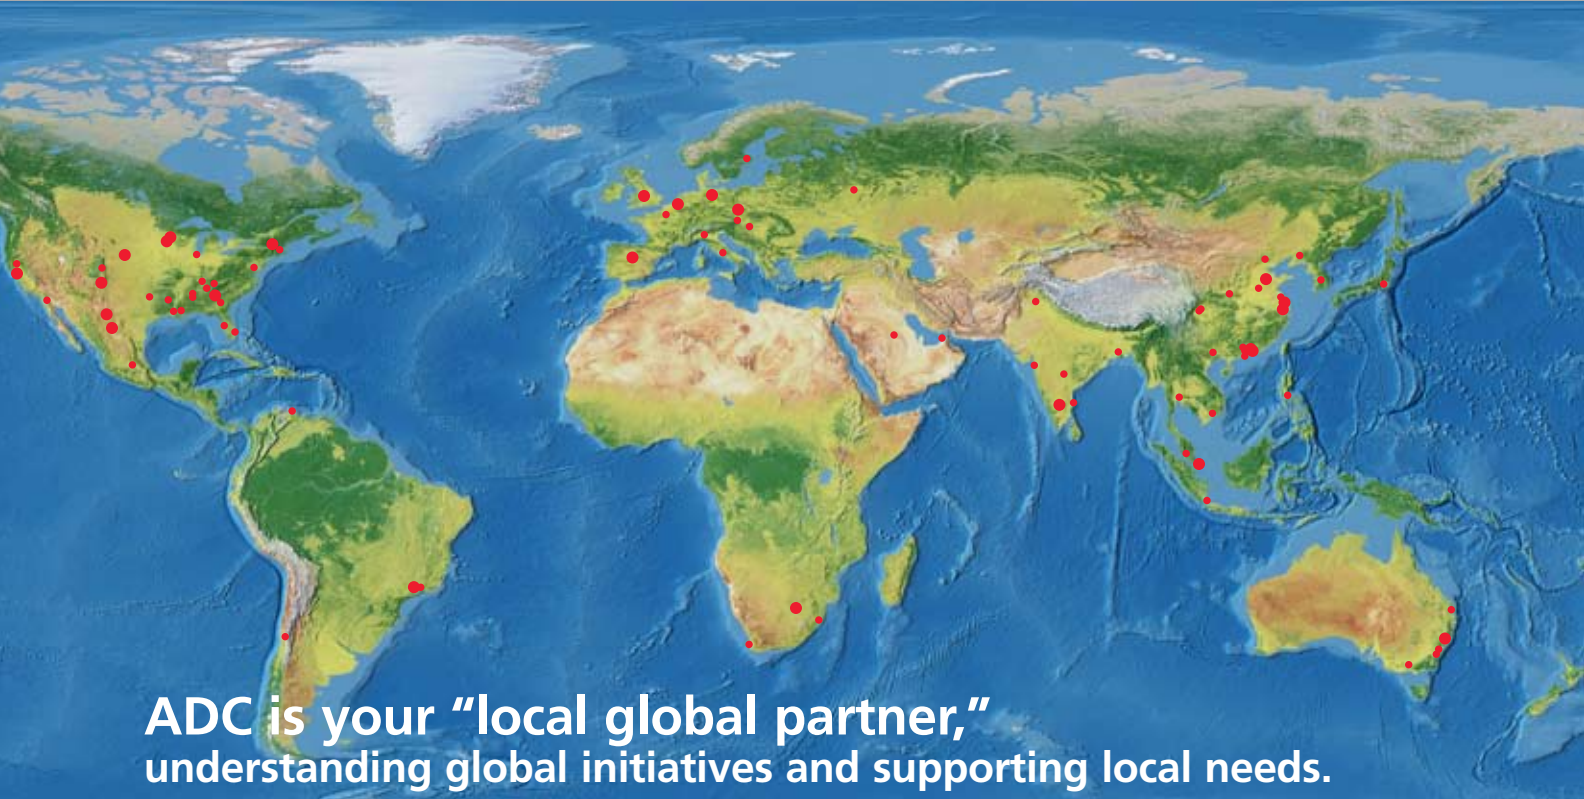 ADC is your “local global partner,”
understanding global initiatives and supporting local needs.